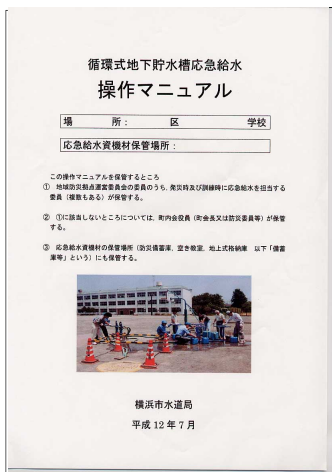 循環式地下貯水槽応急給水
操作マニュアル
場　　所：　　　区　　　学校
応急給水資機材保管場所：
この操作マニュアルを保管するところ
① 地域防災拠点運営委員会の委員のうち，発災時及び訓練時に応急給水を担当する
委員（複数もある）が保管する。
② ①に該当しないところについては，町内会役員（町会長又は防災委員等）が保管
する。
③ 応急給水資機材の保管場所（防災備蓄庫，空き教室，地上式格納庫　以下「備蓄
庫等」という）にも保管する。
横浜市水道局
平成12年7月